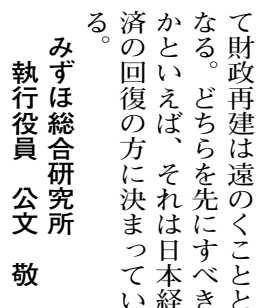 て財政再建は遠のくことと
なる。どちらを先にすべき
かといえば、それは日本経
済の回復の方に決まってい
る。
みずほ総合研究所
執行役員　公文　敬